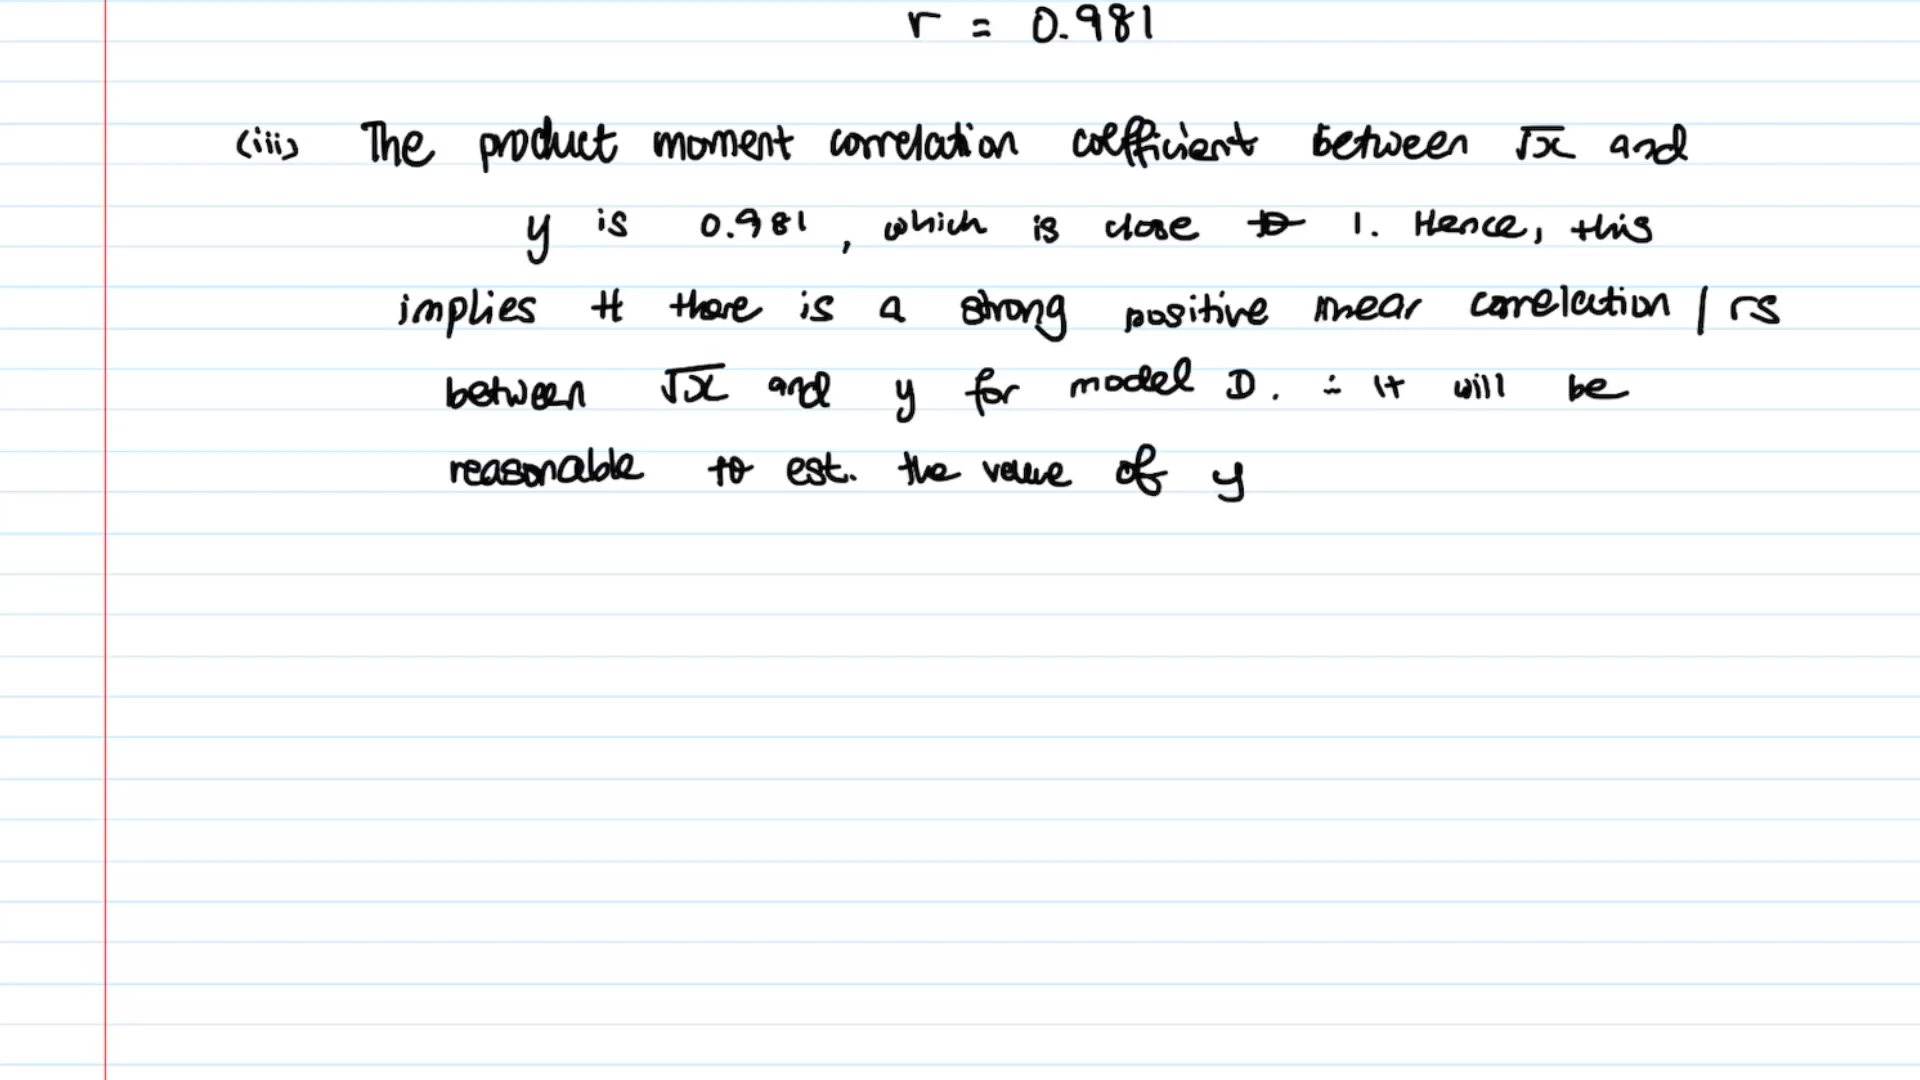 r = 0.981
(iii) The product moment correlation coefficient between √x and
y is 0.981, which is close to 1. Hence, this
implies tt there is a strong positive linear correlation / rs
between √x and y for model D. ∴ it will be
reasonable to est. the value of y